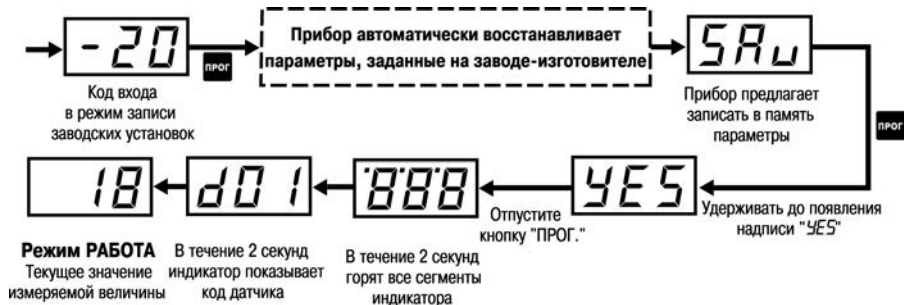 -20
ПРОГ
Код входа
в режим записи
заводских установок
Прибор автоматически восстанавливает
параметры, заданные на заводе-изготовителе
SAu
Прибор предлагает
записать в память
параметры
ПРОГ
Удерживать до появления
надписи "YES"
YES
Отпустите
кнопку "ПРОГ."
888
В течение 2 секунд
горят все сегменты
индикатора
d01
В течение 2 секунд
индикатор показывает
код датчика
18
Режим РАБОТА
Текущее значение
измеряемой величины